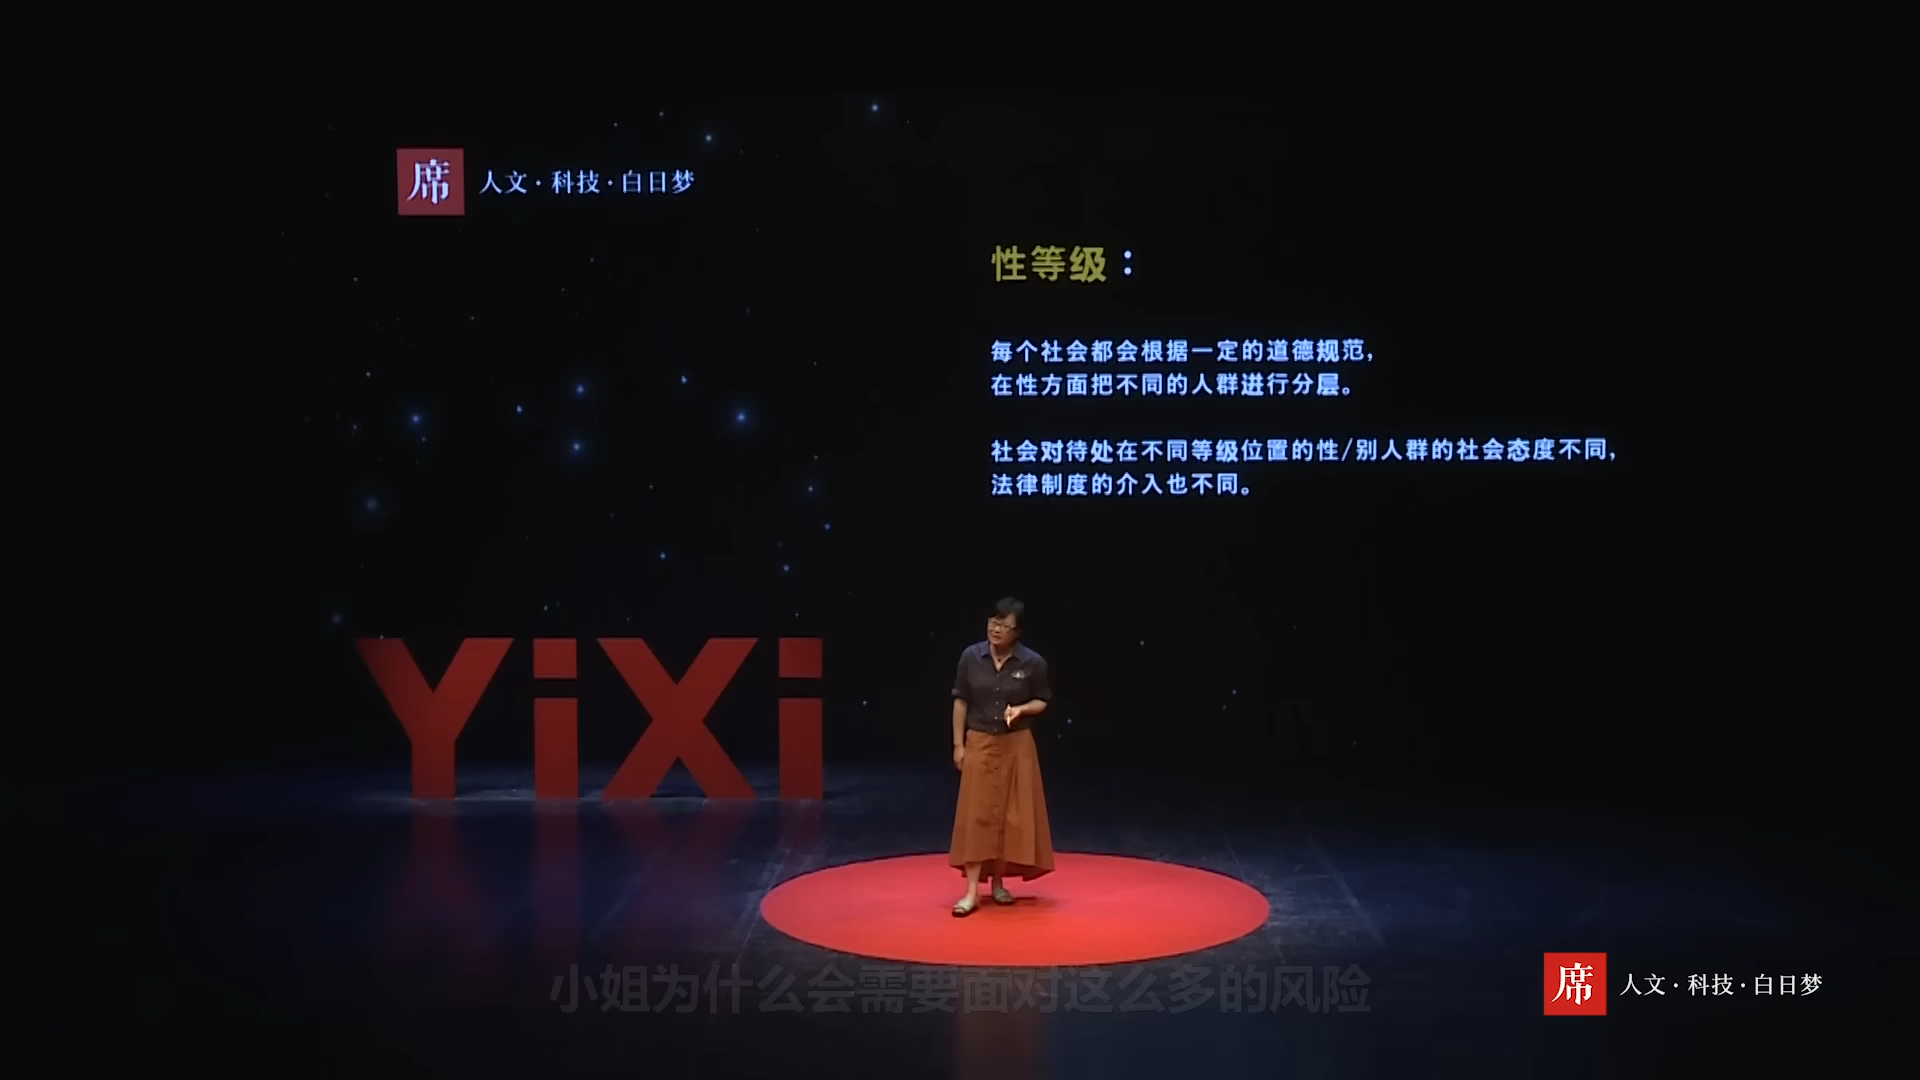 席 人文·科技·白日梦
性等级：
每个社会都会根据一定的道德规范，
在性方面把不同的人群进行分层。
社会对待处在不同等级位置的性/别人群的社会态度不同，
法律制度的介入也不同。
YiXi
小姐为什么会需要面对这么多的风险
席 人文·科技·白日梦